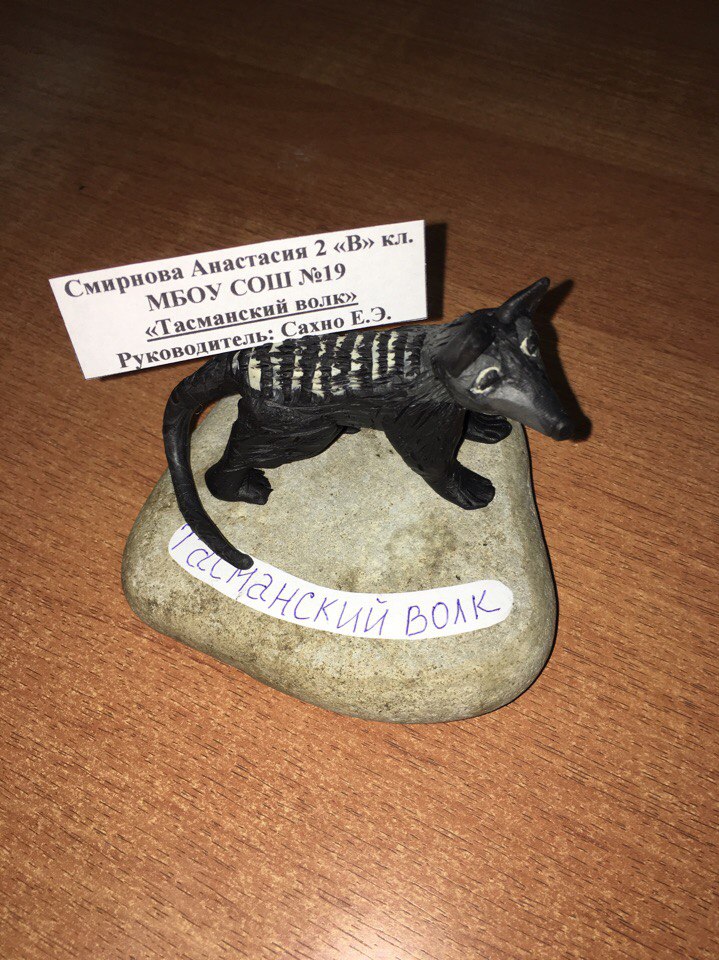 Смирнова Анастасия 2 «В» кл.
МБОУ СОШ №19
«Тасманский волк»
Руководитель: Сахно Е.Э.
Тасманский волк